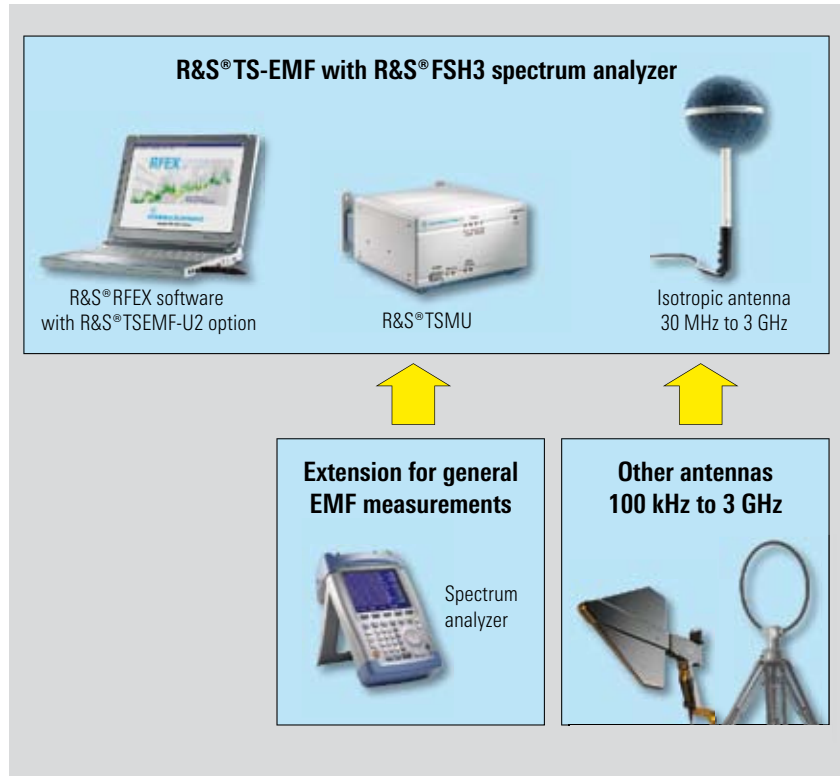 R&S®TS-EMF with R&S®FSH3 spectrum analyzer
RFEX
R&S®RFEX software
with R&S®TSEMF-U2 option
R&S®TSMU
Isotropic antenna
30 MHz to 3 GHz
Extension for general
EMF measurements
Spectrum
analyzer
Other antennas
100 kHz to 3 GHz